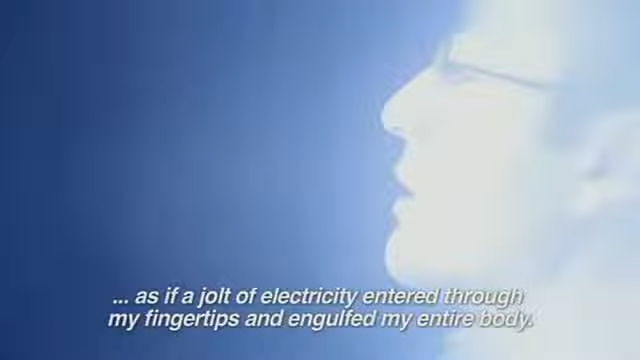 ... as if a jolt of electricity entered through
my fingertips and engulfed my entire body.